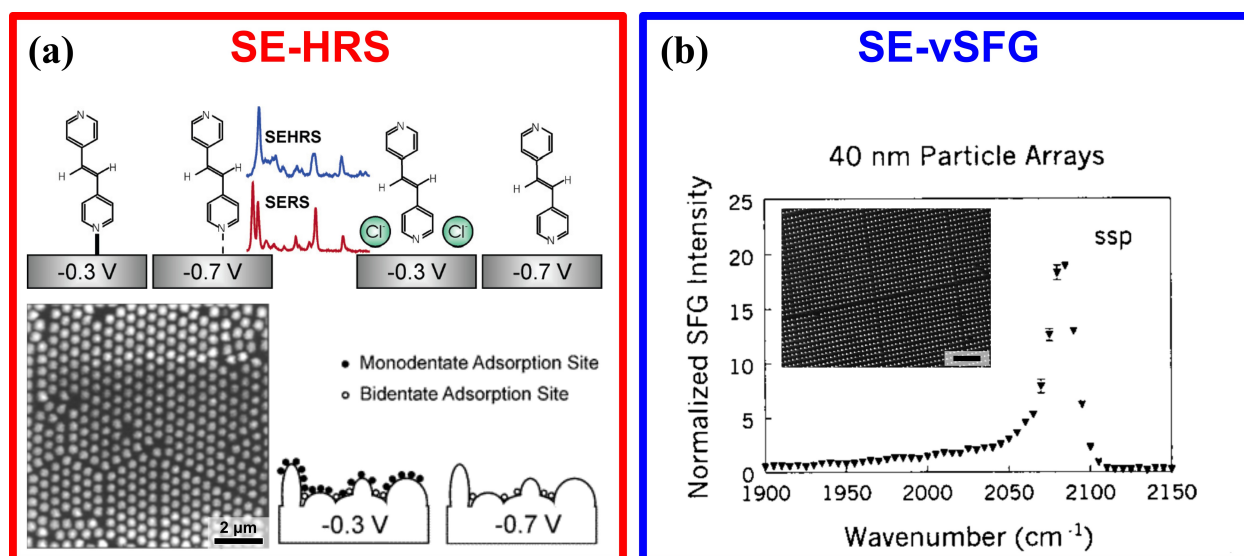 (a)
SE-HRS
N
N
N
N
SEHRS
H
H
H
H
H
H
H
H
SERS
N
N
Cl-
Cl-
N
N
-0.3 V
-0.7 V
-0.3 V
-0.7 V
Monodentate Adsorption Site
Bidentate Adsorption Site
-0.3 V
-0.7 V
2 µm
(b)
SE-vSFG
40 nm Particle Arrays
Normalized SFG Intensity
25
20
15
10
5
0
ssp
1900
1950
2000
2050
2100
2150
Wavenumber (cm⁻¹)